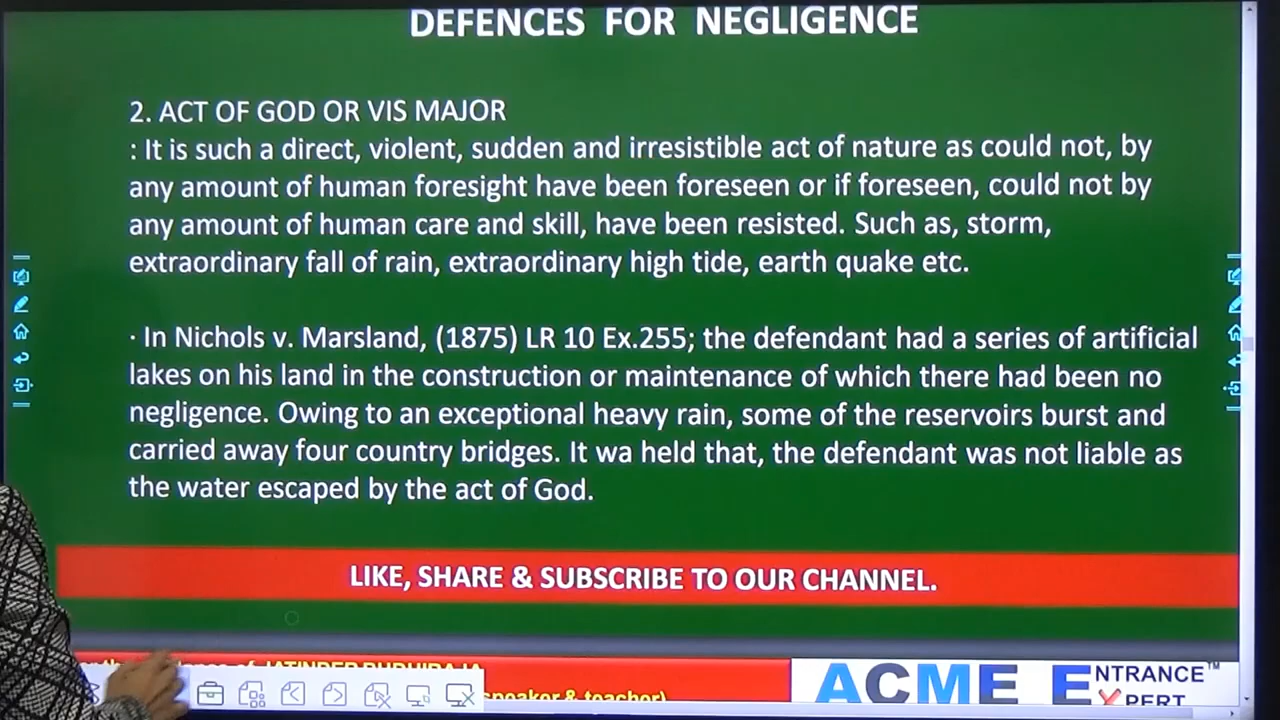 DEFENCES FOR NEGLIGENCE
2. ACT OF GOD OR VIS MAJOR
: It is such a direct, violent, sudden and irresistible act of nature as could not, by
any amount of human foresight have been foreseen or if foreseen, could not by
any amount of human care and skill, have been resisted. Such as, storm,
extraordinary fall of rain, extraordinary high tide, earth quake etc.
· In Nichols v. Marsland, (1875) LR 10 Ex.255; the defendant had a series of artificial
lakes on his land in the construction or maintenance of which there had been no
negligence. Owing to an exceptional heavy rain, some of the reservoirs burst and
carried away four country bridges. It wa held that, the defendant was not liable as
the water escaped by the act of God.
LIKE, SHARE & SUBSCRIBE TO OUR CHANNEL.
of JATINDER BUDHIRAJA
speaker & teacher)
ACME ENTRANCE™
EXPERT